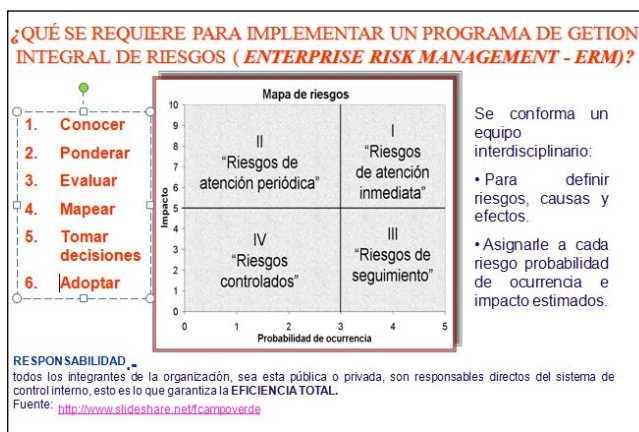 ¿QUÉ SE REQUIERE PARA IMPLEMENTAR UN PROGRAMA DE GETION
INTEGRAL DE RIESGOS ( ENTERPRISE RISK MANAGEMENT - ERM)?
1. Conocer
2. Ponderar
3. Evaluar
4. Mapear
5. Tomar
decisiones
6. Adoptar
Mapa de riesgos
Impacto
10
9
8
7
6
5
4
3
2
1
0
II
"Riesgos de
atención periódica"
I
"Riesgos
de atención
inmediata"
IV
"Riesgos
controlados"
III
"Riesgos de
seguimiento"
0 1 2 3 4 5
Probabilidad de ocurrencia
Se conforma un
equipo
interdisciplinario:
• Para definir
riesgos, causas y
efectos.
• Asignarle a cada
riesgo probabilidad
de ocurrencia e
impacto estimados.
RESPONSABILIDAD.-
todos los integrantes de la organización, sea esta pública o privada, son responsables directos del sistema de
control interno, esto es lo que garantiza la EFICIENCIA TOTAL.
Fuente: http://www.slideshare.net/fcampoverde